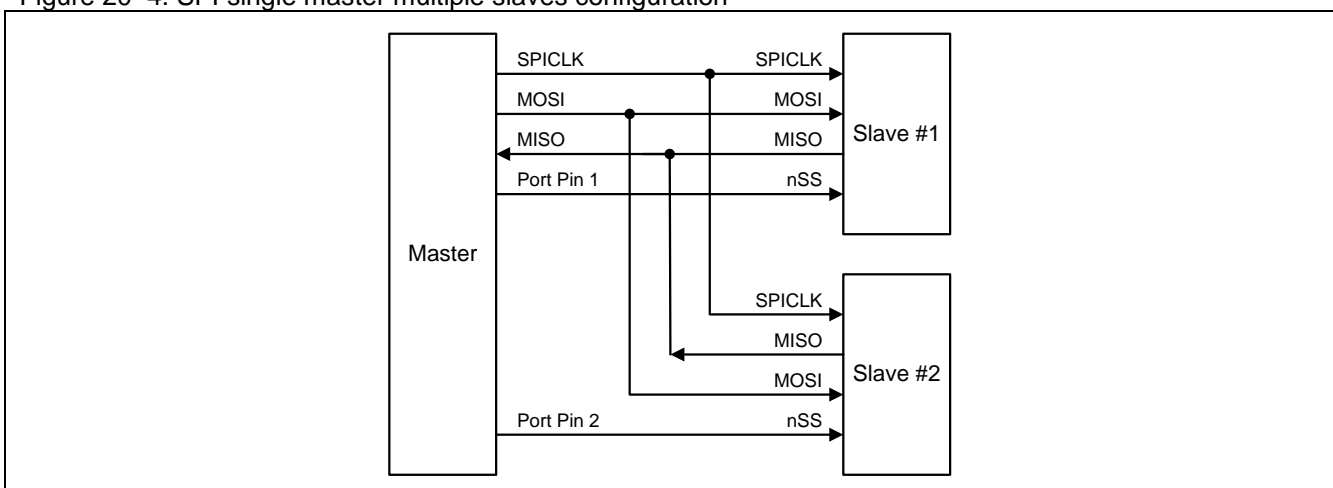 Figure 20-4. SPI single master multiple slaves configuration
SPICLK SPICLK
MOSI MOSI
MISO MISO
Slave #1
Port Pin 1 nSS
Master
SPICLK
MISO
MOSI
Slave #2
Port Pin 2 nSS